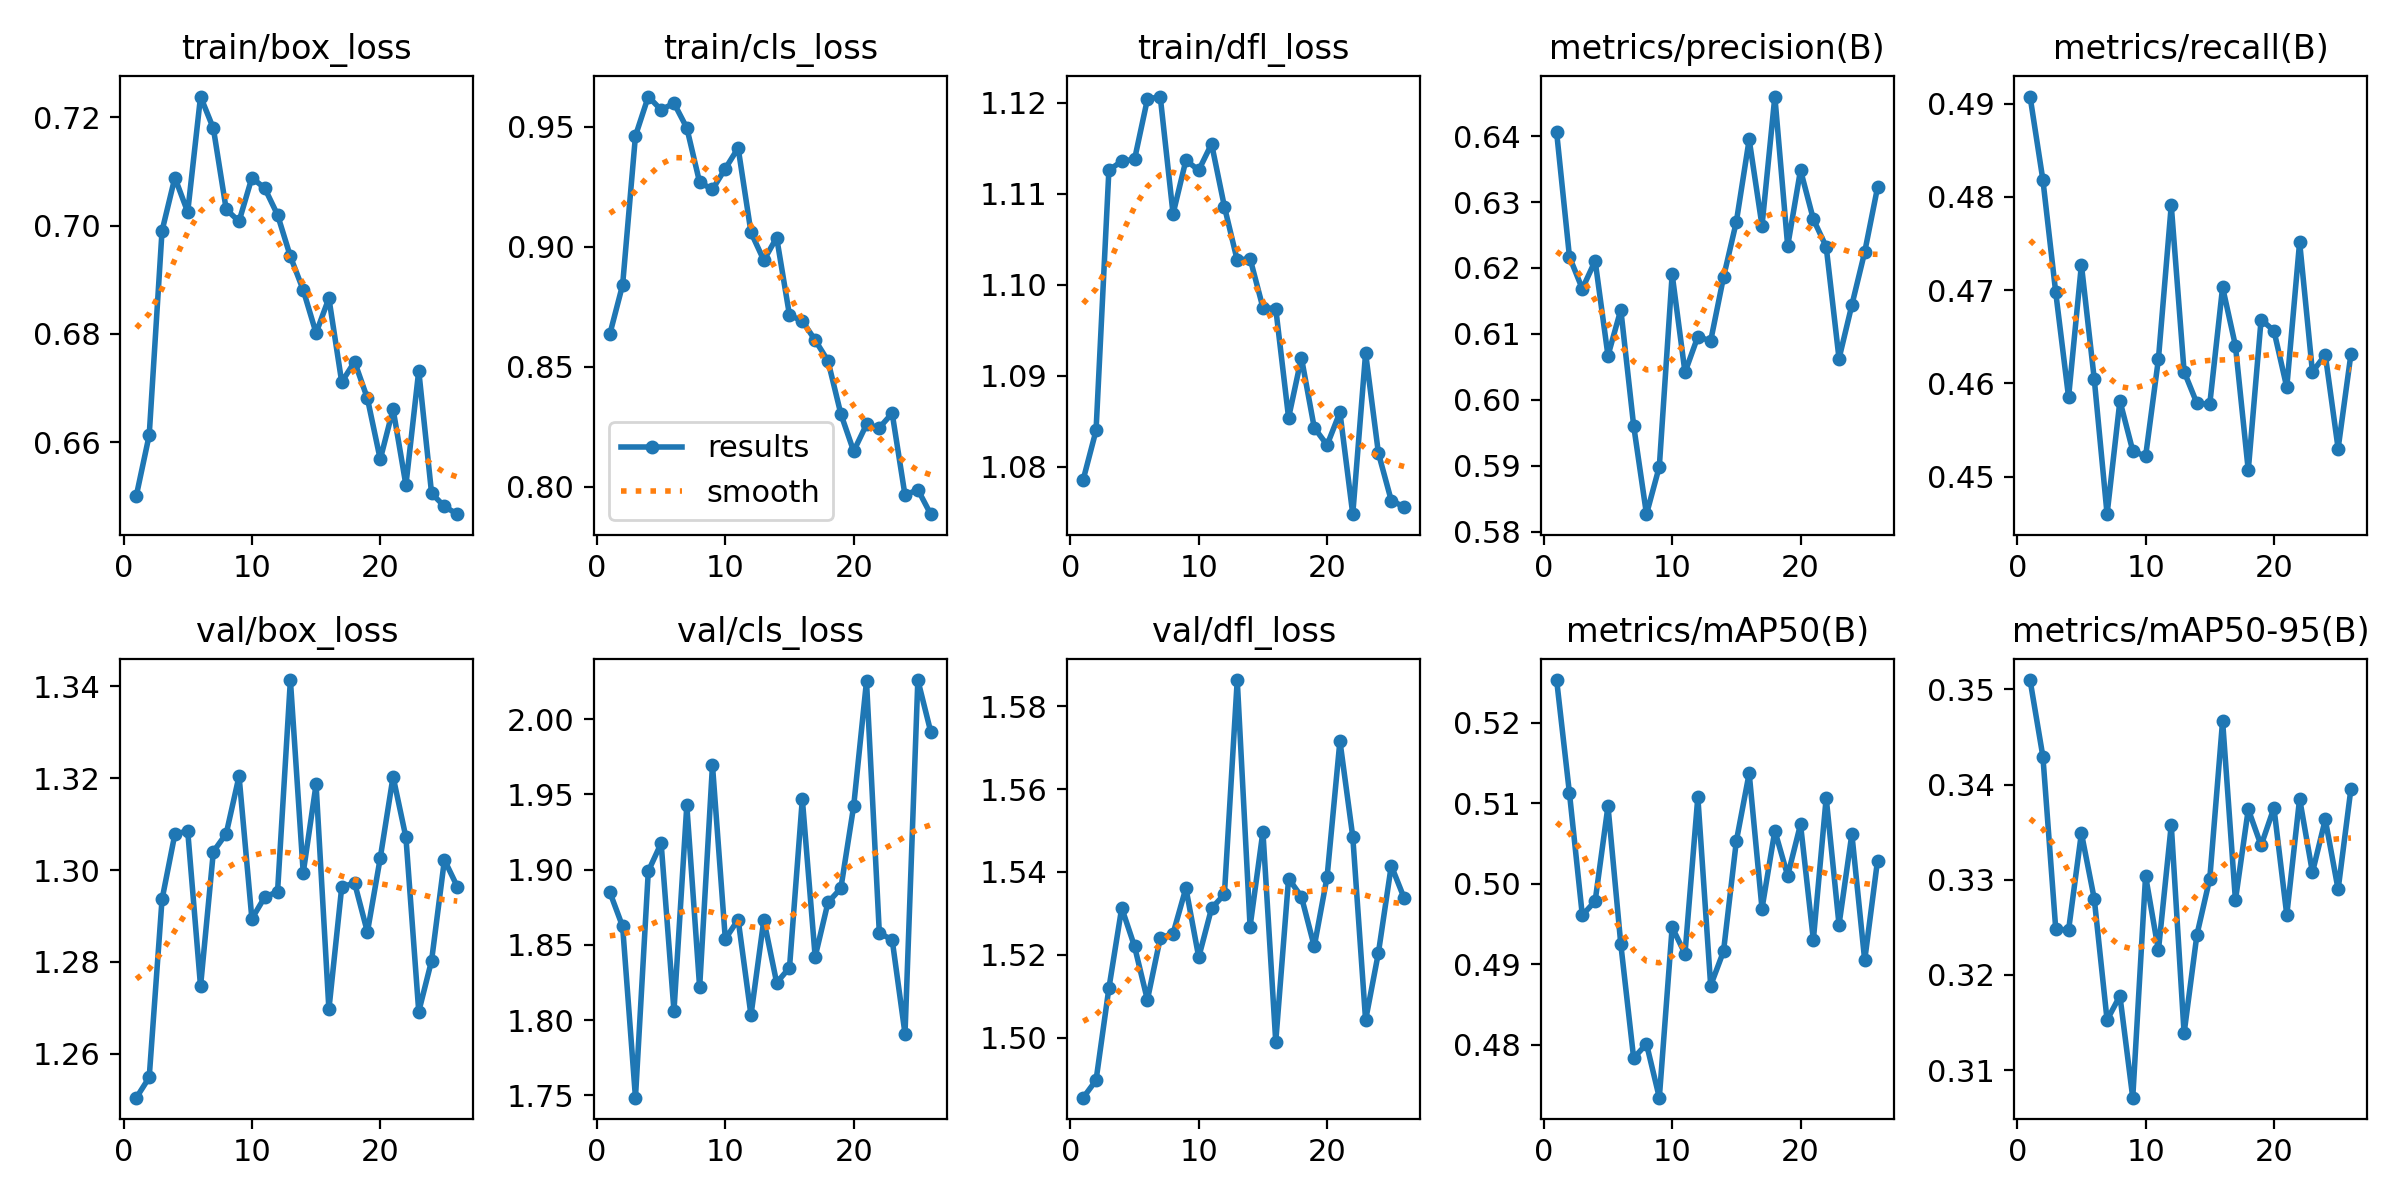 train/box_loss
train/cls_loss
train/dfl_loss
metrics/precision(B)
metrics/recall(B)
0.72
0.70
0.68
0.66
0 10 20
0.95
0.90
0.85
0.80
results
smooth
0 10 20
1.12
1.11
1.10
1.09
1.08
0 10 20
0.64
0.63
0.62
0.61
0.60
0.59
0.58
0 10 20
0.49
0.48
0.47
0.46
0.45
0 10 20
val/box_loss
val/cls_loss
val/dfl_loss
metrics/mAP50(B)
metrics/mAP50-95(B)
1.34
1.32
1.30
1.28
1.26
0 10 20
2.00
1.95
1.90
1.85
1.80
1.75
0 10 20
1.58
1.56
1.54
1.52
1.50
0 10 20
0.52
0.51
0.50
0.49
0.48
0 10 20
0.35
0.34
0.33
0.32
0.31
0 10 20